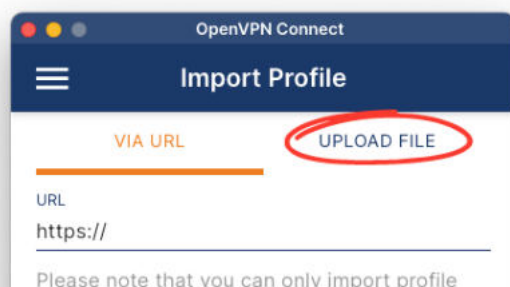 OpenVPN Connect
Import Profile
VIA URL
UPLOAD FILE
URL
https://
Please note that you can only import profile